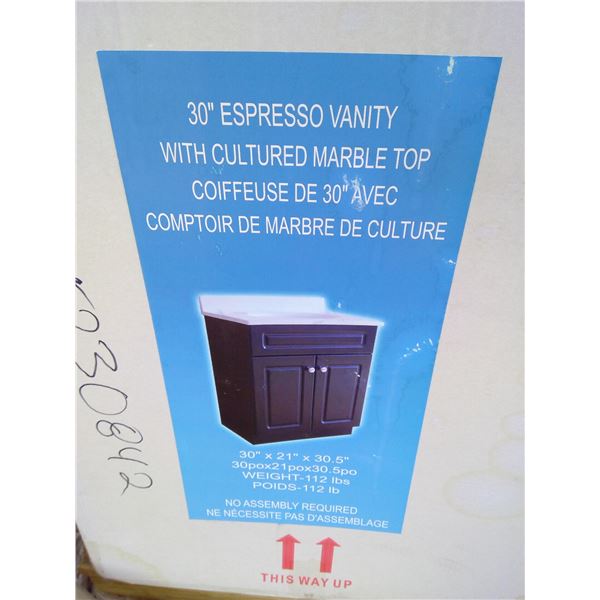 30" ESPRESSO VANITY
WITH CULTURED MARBLE TOP
COIFFEUSE DE 30" AVEC
COMPTOIR DE MARBRE DE CULTURE
30" x 21" x 30.5"
30pox21pox30.5po
WEIGHT-112 lbs
POIDS-112 lb
NO ASSEMBLY REQUIRED
NE NÉCESSITE PAS D'ASSEMBLAGE
THIS WAY UP